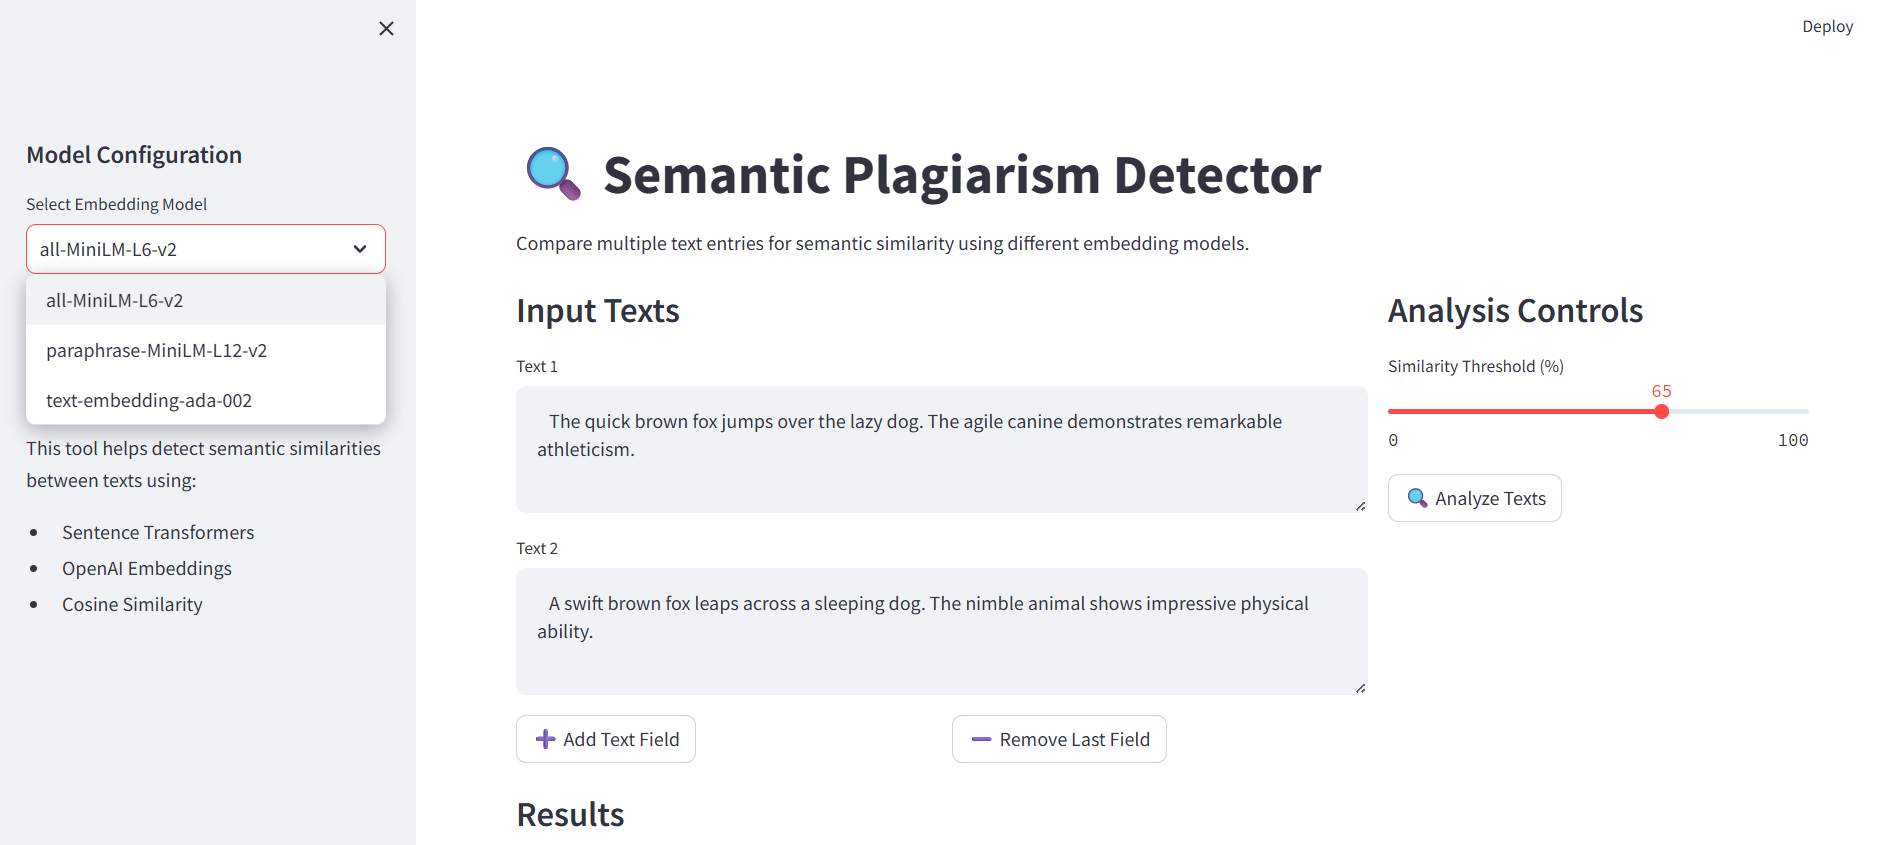 Deploy
Model Configuration
Select Embedding Model
all-MiniLM-L6-v2
all-MiniLM-L6-v2
paraphrase-MiniLM-L12-v2
text-embedding-ada-002
This tool helps detect semantic similarities
between texts using:
Sentence Transformers
OpenAI Embeddings
Cosine Similarity
Semantic Plagiarism Detector
Compare multiple text entries for semantic similarity using different embedding models.
Input Texts
Text 1
The quick brown fox jumps over the lazy dog. The agile canine demonstrates remarkable
athleticism.
Text 2
A swift brown fox leaps across a sleeping dog. The nimble animal shows impressive physical
ability.
Add Text Field
Remove Last Field
Analysis Controls
Similarity Threshold (%)
65
0 100
Analyze Texts
Results